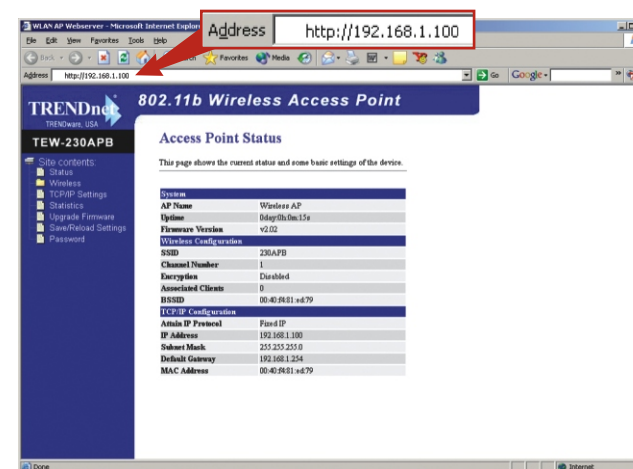 WLAN AP Webserver - Microsoft Internet Explorer
Address http://192.168.1.100
File Edit View Favorites Tools Help
Back Favorites Media
Address http://192.168.1.100 Go Google
TRENDnet
TRENDware, USA
TEW-230APB
Site contents:
Status
Wireless
TCP/IP Settings
Statistics
Upgrade Firmware
Save/Reload Settings
Password
802.11b Wireless Access Point
Access Point Status
This page shows the current status and some basic settings of the device.
System
AP Name Wireless AP
Uptime 0day:0h:0m:15s
Firmware Version v2.02
Wireless Configuration
SSID 230APB
Channel Number 1
Encryption Disabled
Associated Clients 0
BSSID 00:40:f4:81:ed:79
TCP/IP Configuration
Attain IP Protocol Fixed IP
IP Address 192.168.1.100
Subnet Mask 255.255.255.0
Default Gateway 192.168.1.254
MAC Address 00:40:f4:81:ed:79
Done Internet